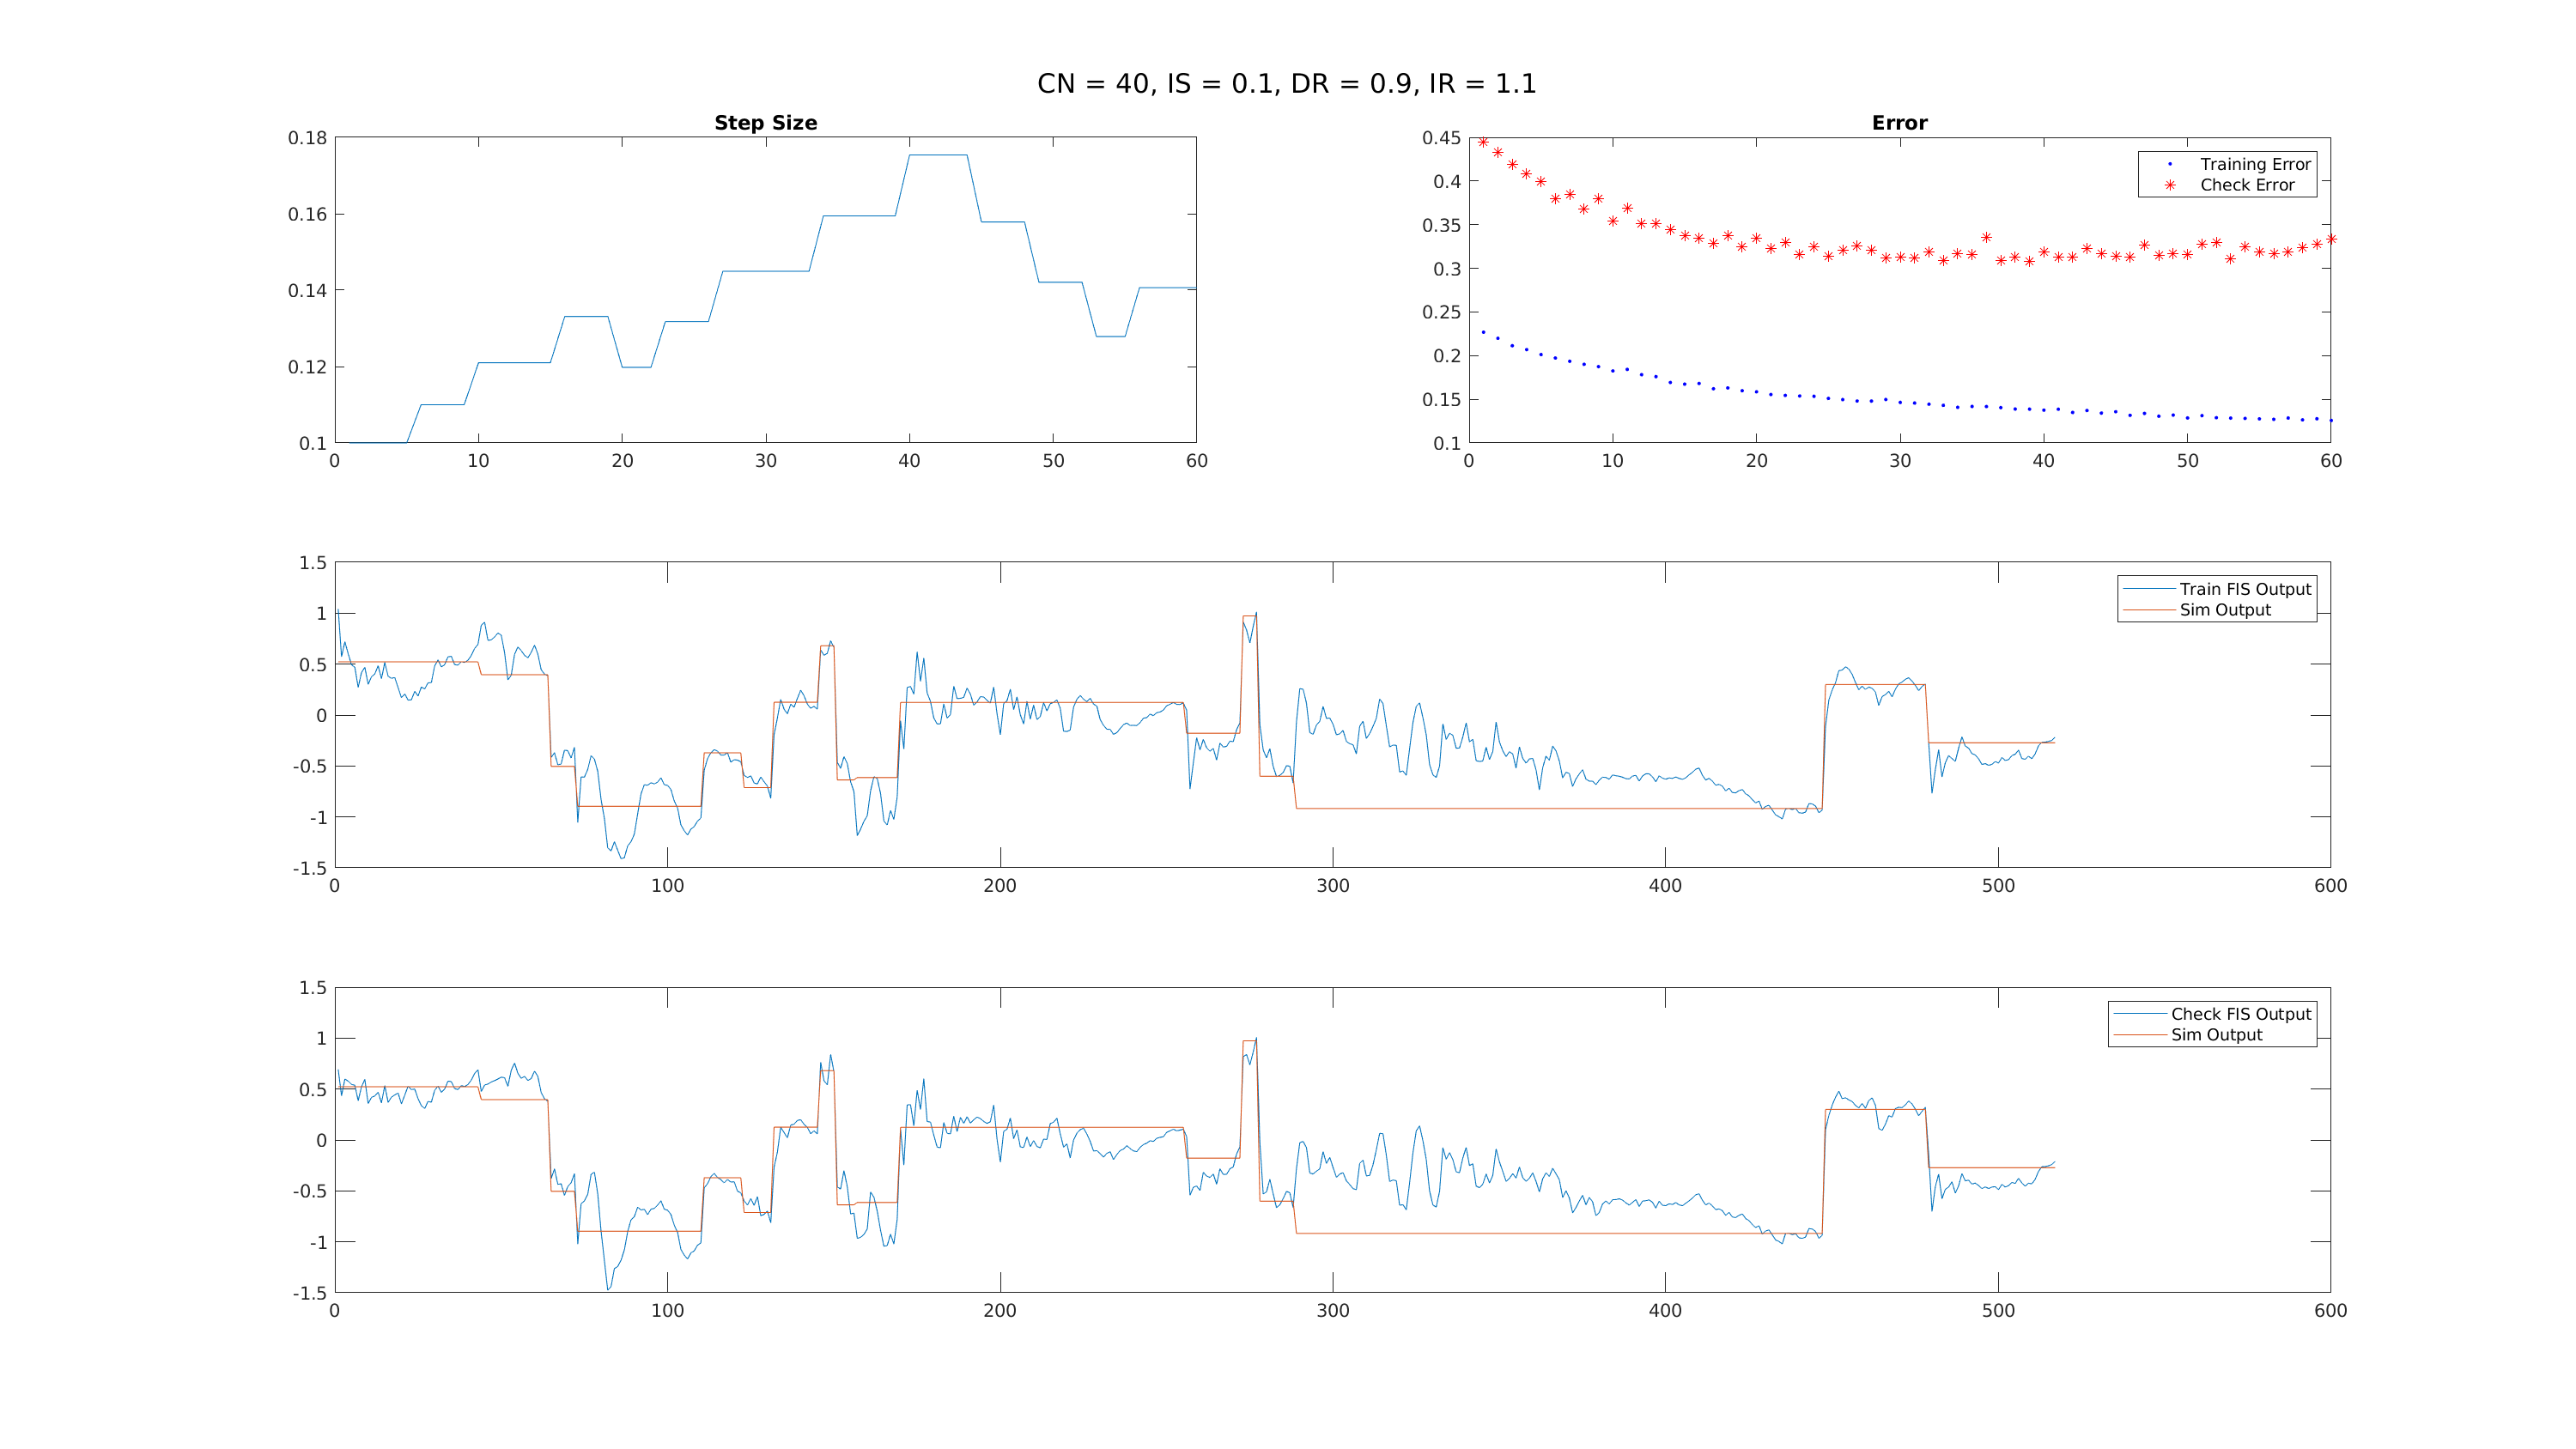 CN = 40, IS = 0.1, DR = 0.9, IR = 1.1
Step Size
0.18
0.16
0.14
0.12
0.1
0 10 20 30 40 50 60
Error
0.45
0.4
0.35
0.3
0.25
0.2
0.15
0.1
0 10 20 30 40 50 60
Training Error
Check Error
1.5
1
0.5
0
-0.5
-1
-1.5
0 100 200 300 400 500 600
Train FIS Output
Sim Output
1.5
1
0.5
0
-0.5
-1
-1.5
0 100 200 300 400 500 600
Check FIS Output
Sim Output